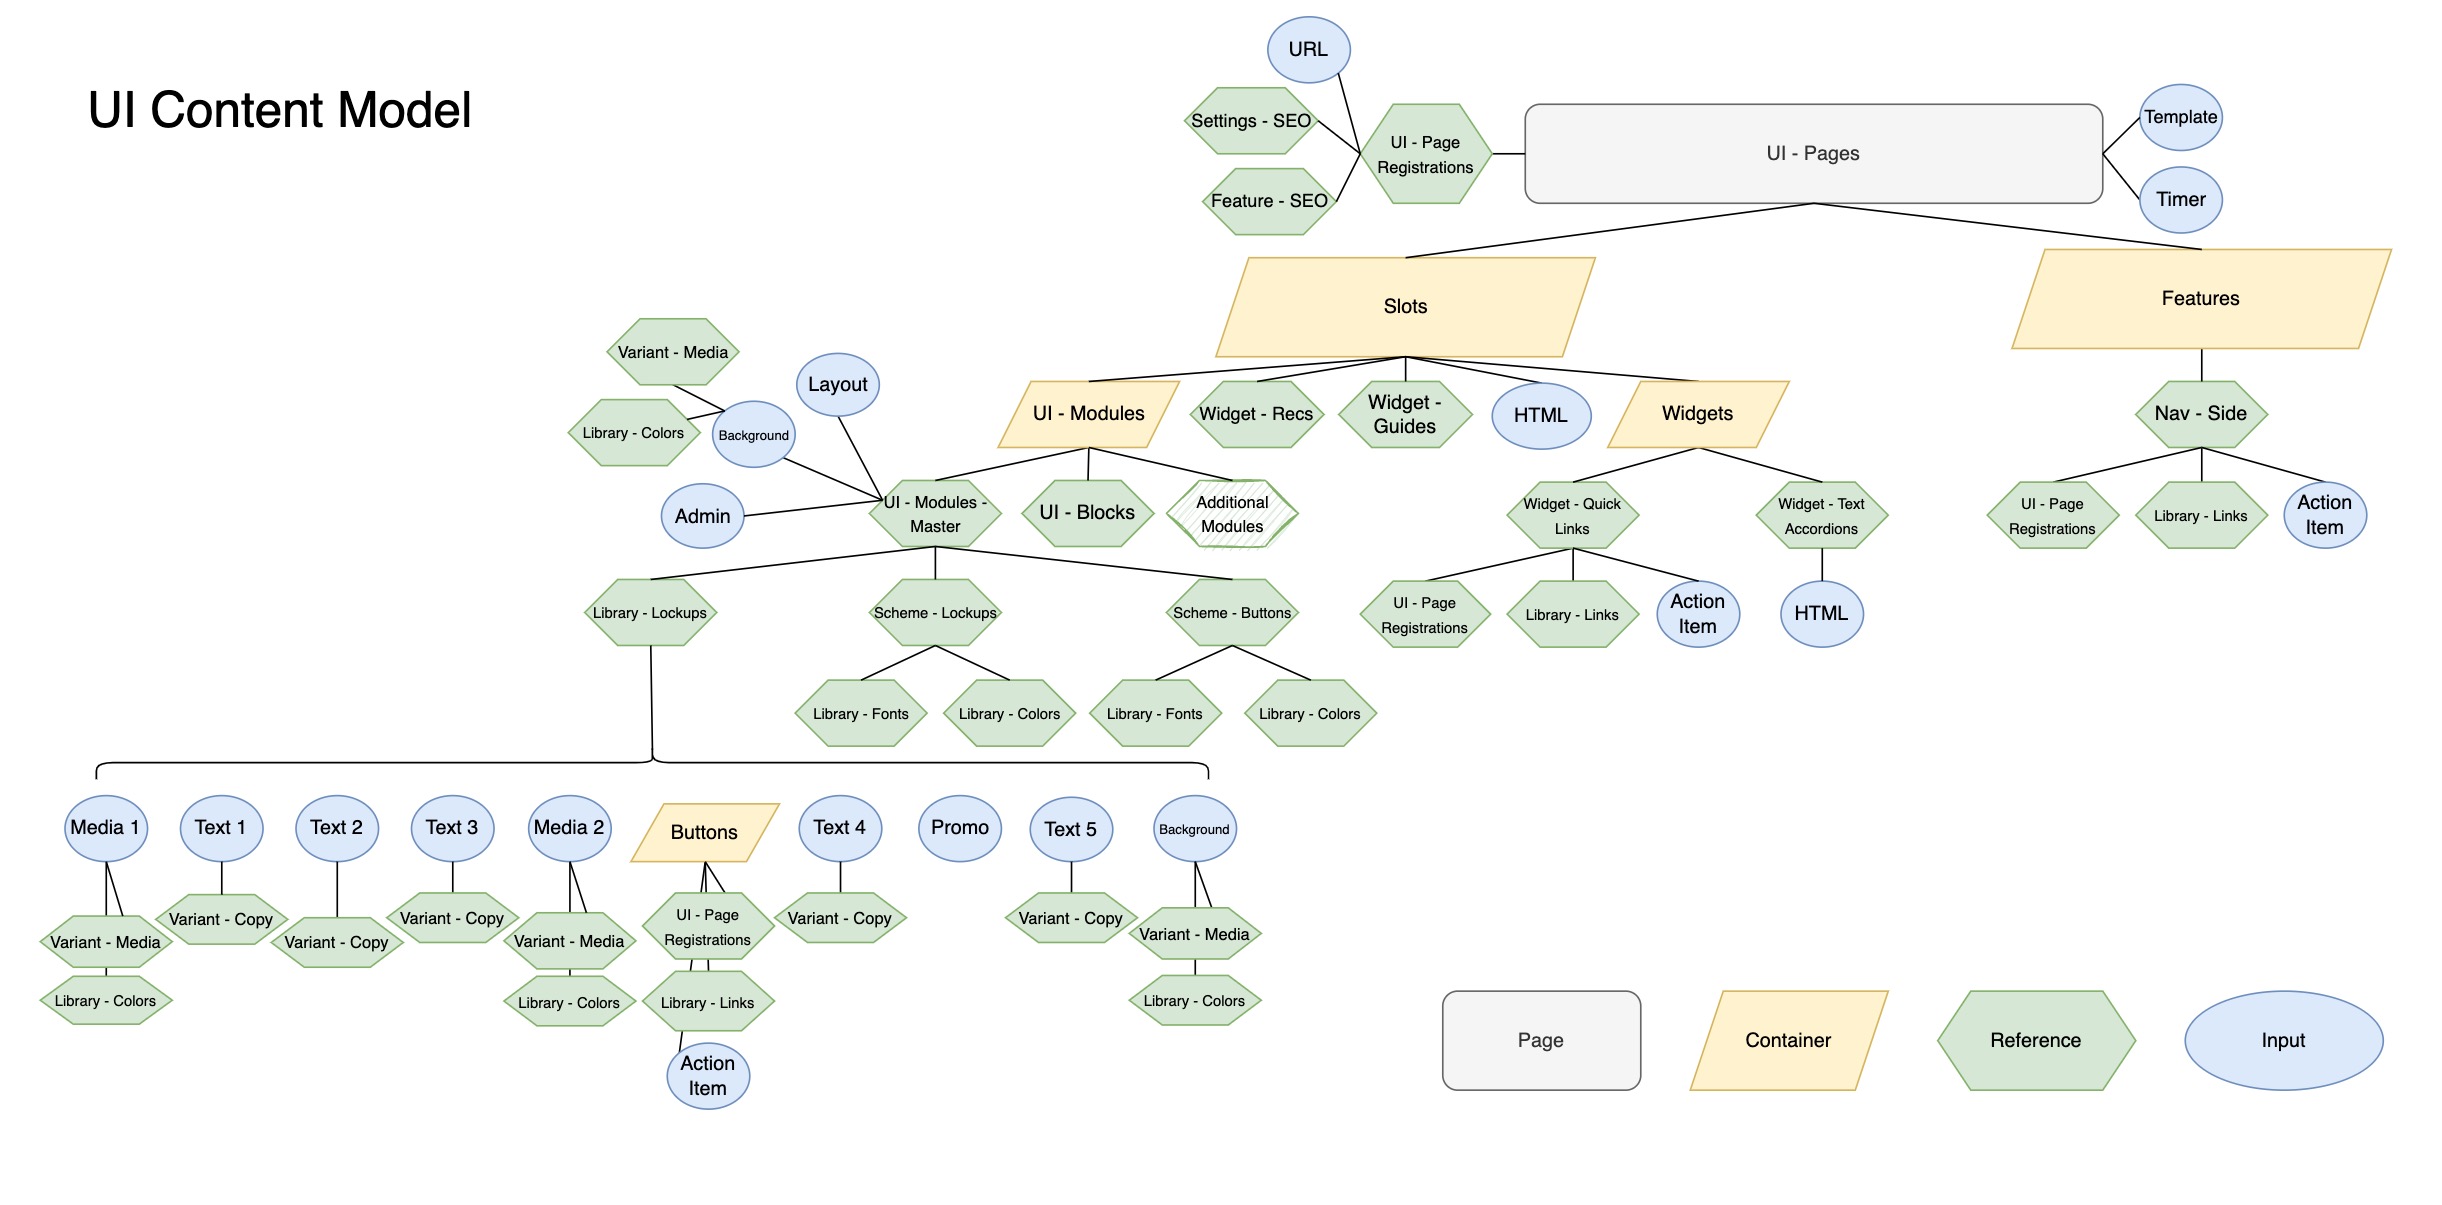 UI Content Model
URL
Settings - SEO
Feature - SEO
UI - Page
Registrations
UI - Pages
Template
Timer
Slots
Features
Variant - Media
Library - Colors
Background
Layout
Admin
UI - Modules
Widget - Recs
Widget -
Guides
HTML
Widgets
Nav - Side
UI - Modules -
Master
UI - Blocks
Additional
Modules
Widget - Quick
Links
Widget - Text
Accordions
UI - Page
Registrations
Library - Links
Action
Item
Library - Lockups
Scheme - Lockups
Scheme - Buttons
UI - Page
Registrations
Library - Links
Action
Item
HTML
Library - Fonts
Library - Colors
Library - Fonts
Library - Colors
Media 1
Text 1
Text 2
Text 3
Media 2
Buttons
Text 4
Promo
Text 5
Background
Variant - Media
Variant - Copy
Variant - Copy
Variant - Copy
Variant - Media
UI - Page
Registrations
Variant - Copy
Variant - Copy
Variant - Media
Library - Colors
Library - Colors
Library - Links
Library - Colors
Action
Item
Page
Container
Reference
Input